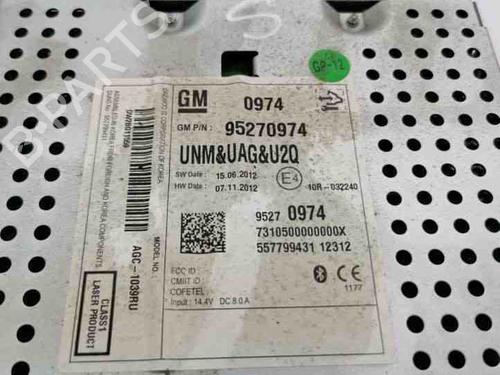 GP-12
GM 0974
GM P/N : 95270974
UNM&UAG&U2Q
SW Date : 15.06.2012
HW Date : 07.11.2012
E4
10R-032240
9527 0974
7310500000000X
557799431 12312
FCC ID :
CMIIT ID :
COFETEL :
Input : 14.4V DC 8.0 A
1177
MODEL NO.
AGC-1039RU
CLASS 1
LASER PRODUCT
B-PARTS